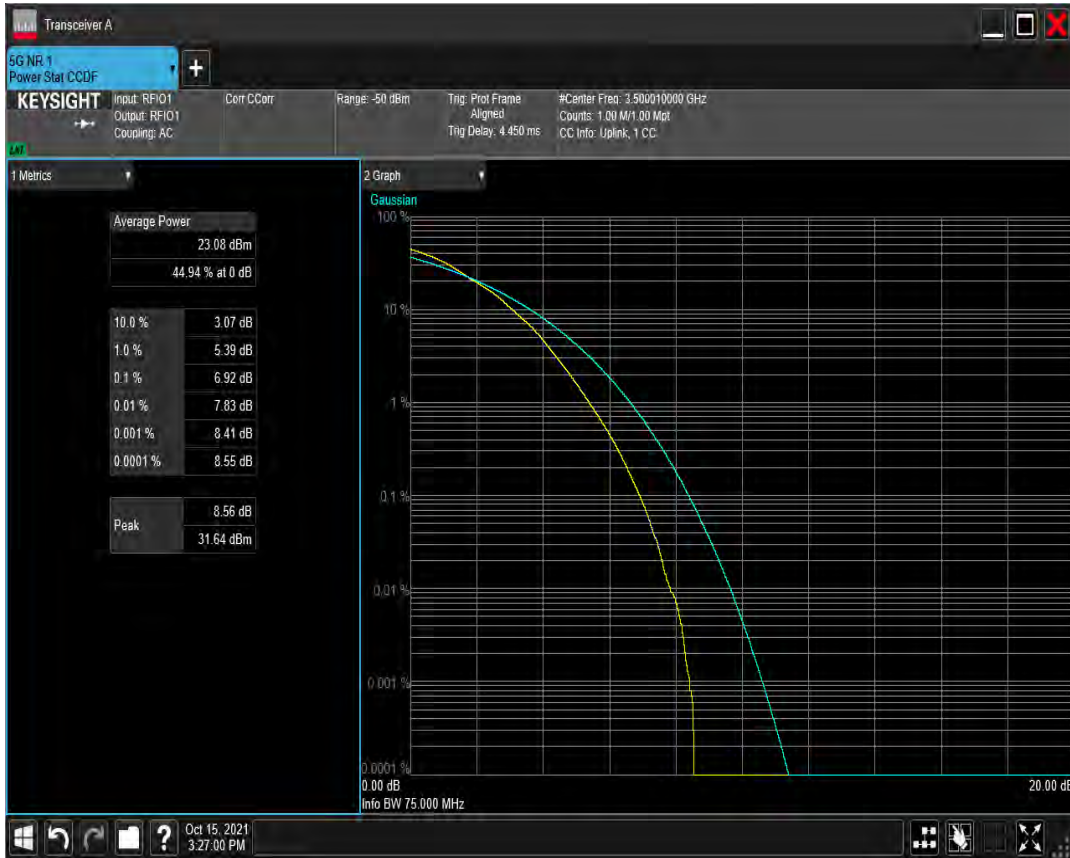 Transceiver A
5G NR 1
Power Stat CCDF
+
KEYSIGHT
Input: RFIO1
Output: RFIO1
Coupling: AC
Corr CCorr
Range: -50 dBm
Trig: Prot Frame
Aligned
Trig Delay: 4.450 ms
#Center Freq: 3.500010000 GHz
Counts: 1.00 M/1.00 Mpt
CC Info: Uplink, 1 CC
1 Metrics
Average Power
23.08 dBm
44.94 % at 0 dB
10.0 % 3.07 dB
1.0 % 5.39 dB
0.1 % 6.92 dB
0.01 % 7.83 dB
0.001 % 8.41 dB
0.0001 % 8.55 dB
Peak
8.56 dB
31.64 dBm
2 Graph
Gaussian
100 %
10 %
1 %
0.1 %
0.01 %
0.001 %
0.0001 %
0.00 dB
20.00 dB
Info BW 75.000 MHz
?
Oct 15, 2021
3:27:00 PM